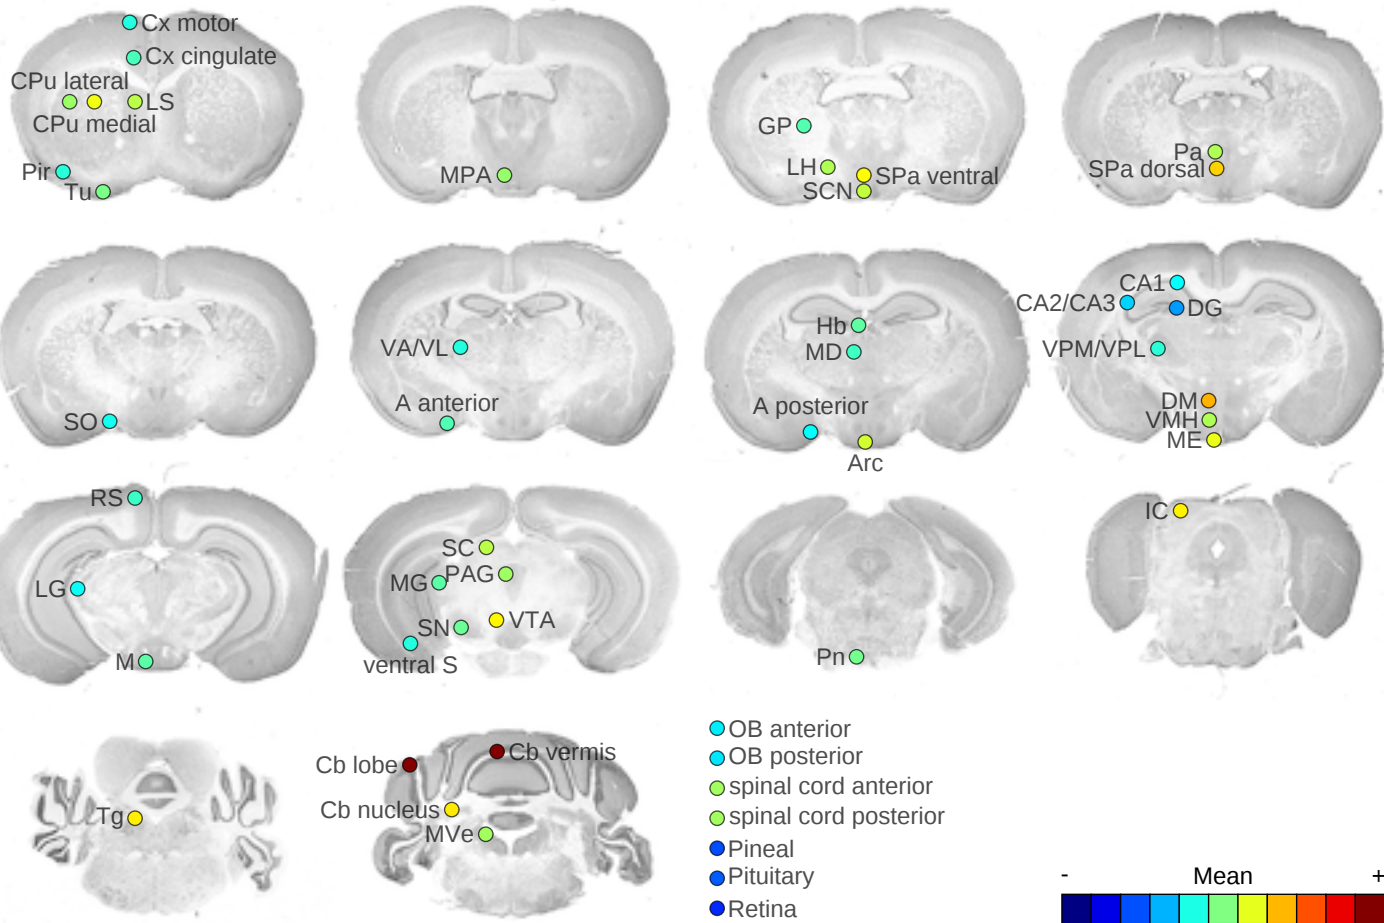 Cx motor
Cx cingulate
CPu lateral
LS
CPu medial
Pir
Tu
MPA
GP
LH
SPa ventral
SCN
Pa
SPa dorsal
SO
VA/VL
A anterior
Hb
MD
A posterior
Arc
CA1
CA2/CA3
DG
VPM/VPL
DM
VMH
ME
RS
LG
M
SC
MG
PAG
SN
VTA
ventral S
Pn
IC
Tg
Cb lobe
Cb vermis
Cb nucleus
MVe
OB anterior
OB posterior
spinal cord anterior
spinal cord posterior
Pineal
Pituitary
Retina
- Mean +